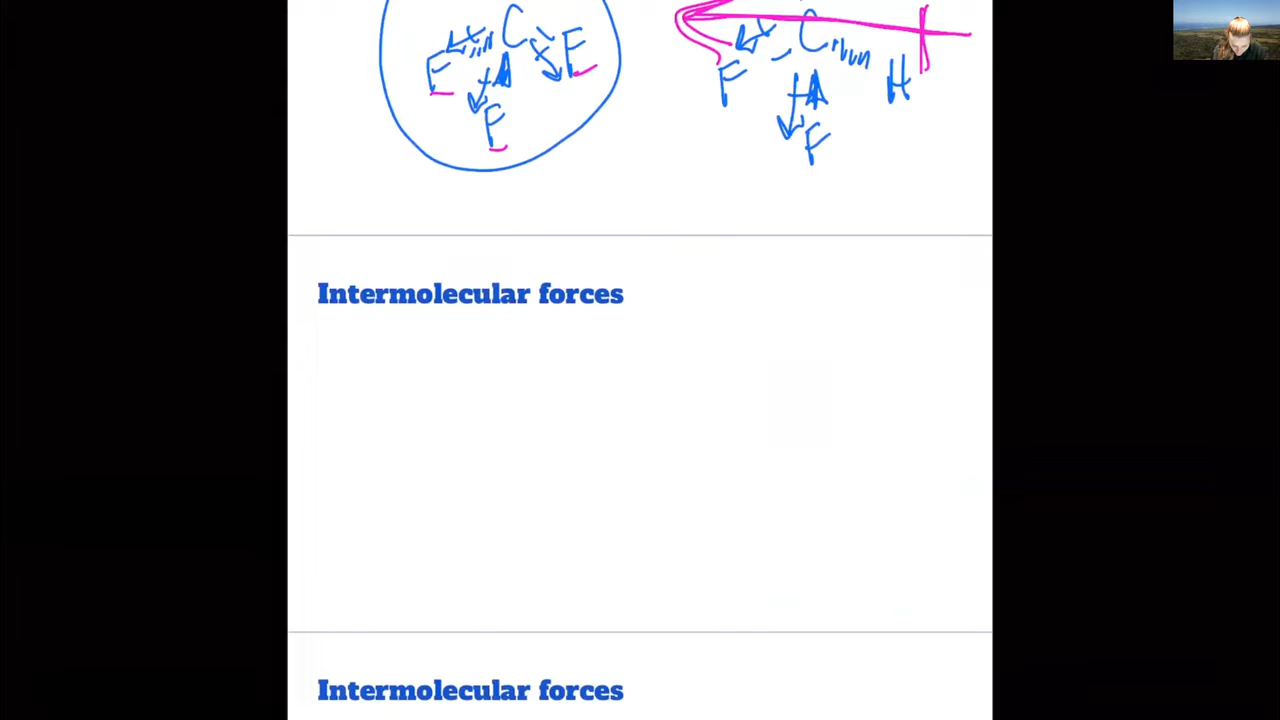 C F C
F F H
F F
Intermolecular forces
Intermolecular forces